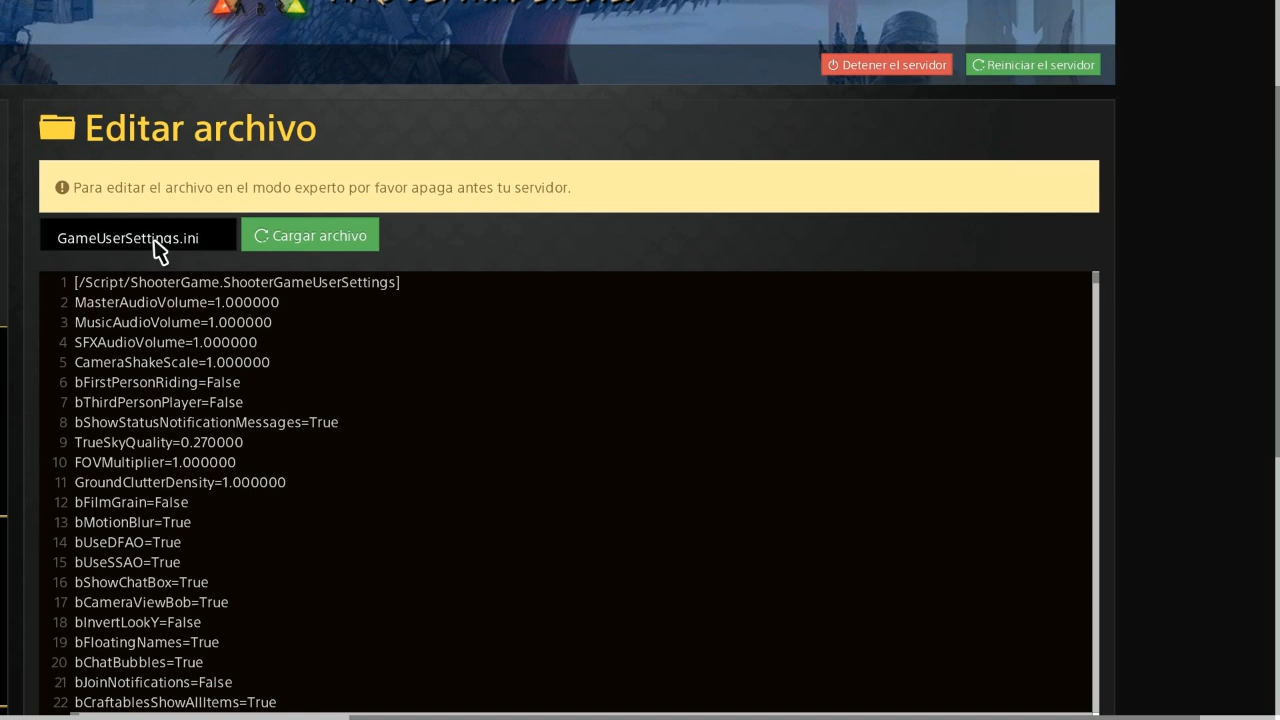 Detener el servidor
Reiniciar el servidor
Editar archivo
Para editar el archivo en el modo experto por favor apaga antes tu servidor.
GameUserSettings.ini
Cargar archivo
1 [/Script/ShooterGame.ShooterGameUserSettings]
2 MasterAudioVolume=1.000000
3 MusicAudioVolume=1.000000
4 SFXAudioVolume=1.000000
5 CameraShakeScale=1.000000
6 bFirstPersonRiding=False
7 bThirdPersonPlayer=False
8 bShowStatusNotificationMessages=True
9 TrueSkyQuality=0.270000
10 FOVMultiplier=1.000000
11 GroundClutterDensity=1.000000
12 bFilmGrain=False
13 bMotionBlur=True
14 bUseDFAO=True
15 bUseSSAO=True
16 bShowChatBox=True
17 bCameraViewBob=True
18 bInvertLookY=False
19 bFloatingNames=True
20 bChatBubbles=True
21 bJoinNotifications=False
22 bCraftablesShowAllItems=True